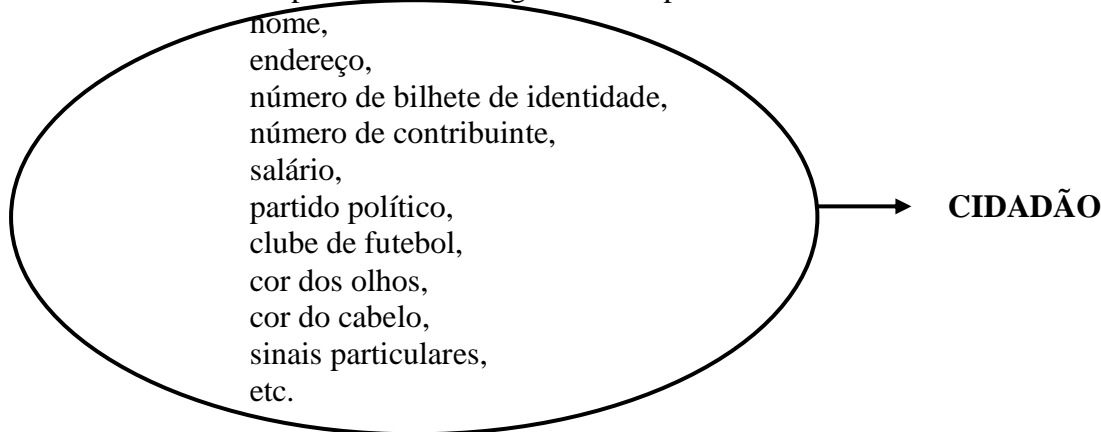 nome,
endereço,
número de bilhete de identidade,
número de contribuinte,
salário,
partido político,
clube de futebol,
cor dos olhos,
cor do cabelo,
sinais particulares,
etc.
CIDADÃO